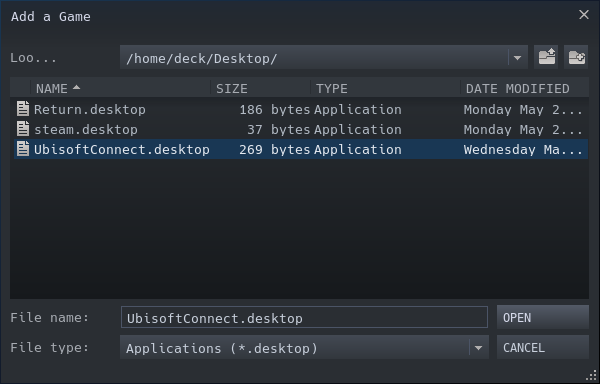 Add a Game
Loo... /home/deck/Desktop/
NAME SIZE TYPE DATE MODIFIED
Return.desktop 186 bytes Application Monday May 2...
steam.desktop 37 bytes Application Monday May 2...
UbisoftConnect.desktop 269 bytes Application Wednesday Ma...
File name: UbisoftConnect.desktop OPEN
File type: Applications (*.desktop) CANCEL